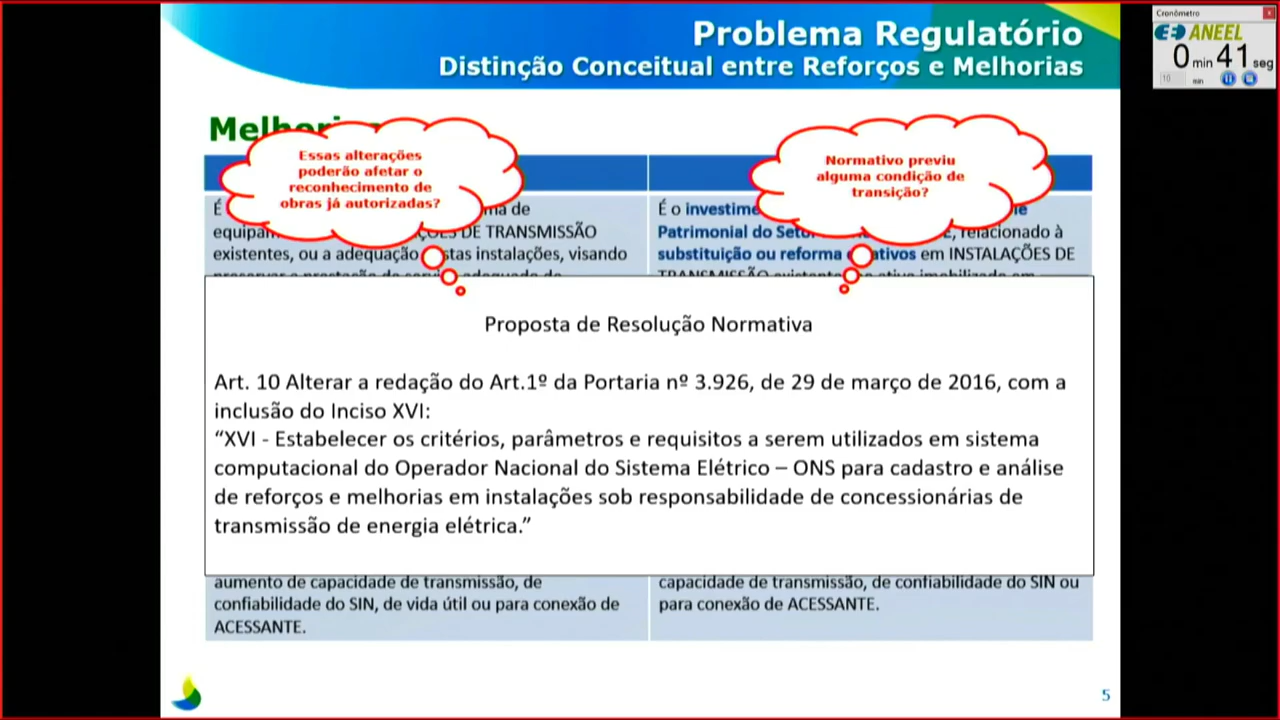 Problema Regulatório
Distinção Conceitual entre Reforços e Melhorias
Cronômetro
ANEEL
0 min 41 seg
10 min
Essas alterações
poderão afetar o
reconhecimento de
obras já autorizadas?
Normativo previu
alguma condição de
transição?
É de
equipam DE TRANSMISSÃO
existentes, ou a adequação instalações, visando
É o
Patrimonial do relacionado à
substituição ou reforma em INSTALAÇÕES DE
Proposta de Resolução Normativa
Art. 10 Alterar a redação do Art.1º da Portaria nº 3.926, de 29 de março de 2016, com a
inclusão do Inciso XVI:
“XVI - Estabelecer os critérios, parâmetros e requisitos a serem utilizados em sistema
computacional do Operador Nacional do Sistema Elétrico – ONS para cadastro e análise
de reforços e melhorias em instalações sob responsabilidade de concessionárias de
transmissão de energia elétrica.”
aumento de capacidade de transmissão, de
confiabilidade do SIN, de vida útil ou para conexão de
ACESSANTE.
capacidade de transmissão, de confiabilidade do SIN ou
para conexão de ACESSANTE.
5